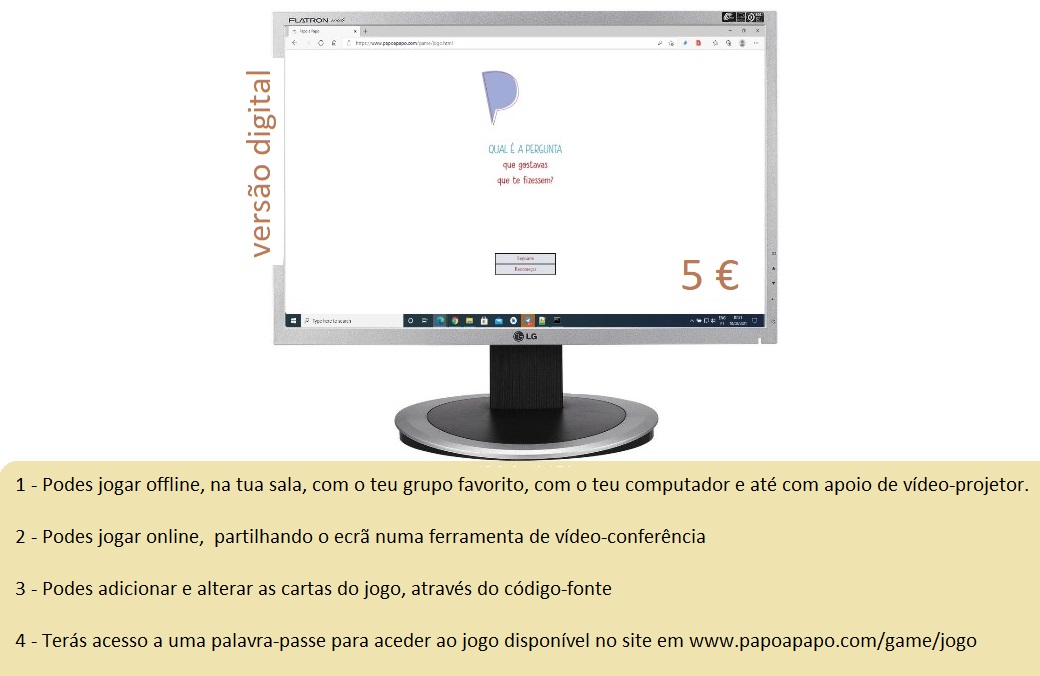 FLATRON
Papo a Papo
https://www.papoapapo.com/game/jogo.html
versão digital
QUAL É A PERGUNTA
que gostavas
que te fizessem?
Recomeçar
5 €
Type here to search
LG
1 - Podes jogar offline, na tua sala, com o teu grupo favorito, com o teu computador e até com apoio de vídeo-projetor.
2 - Podes jogar online, partilhando o ecrã numa ferramenta de vídeo-conferência
3 - Podes adicionar e alterar as cartas do jogo, através do código-fonte
4 - Terás acesso a uma palavra-passe para aceder ao jogo disponível no site em www.papoapapo.com/game/jogo